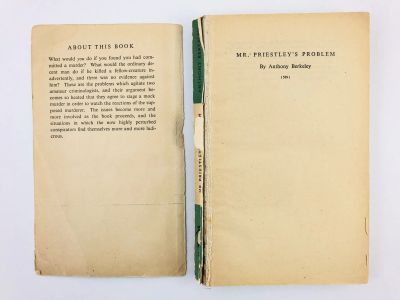 ABOUT THIS BOOK
What would you do if you found you had com-
mitted a murder? What would the ordinary de-
cent man do if he killed a fellow-creature in-
advertently, and there was no evidence against
him? These are the problems which agitate two
amateur criminologists, and their argument be-
comes so heated that they agree to stage a mock
murder in order to watch the reactions of the sup-
posed murderer. The issues become more and
more involved as the book proceeds, and the
situations in which the now highly perturbed
conspirators find themselves more and more ludi-
crous.
MR. PRIESTLEY
MR. PRIESTLEY'S PROBLEM
By Anthony Berkeley